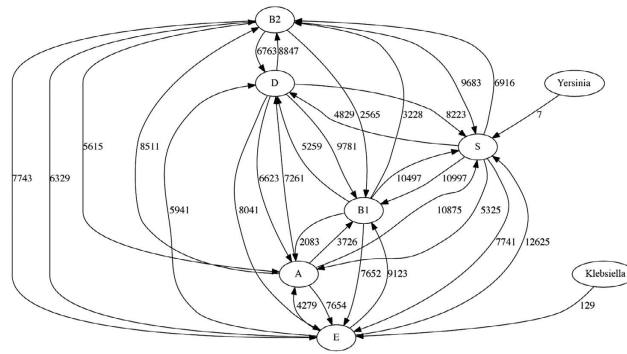 B2
6763 8847
D
9683 6916
Yersinia
4829 2565 3228 8223 7
7743 6329 5615 8511 5259 9781 S
6623 7261 10497 10997
5941 8041 B1 10875 5325
2083 3726 7741 12625
7652 9123
A Klebsiella
4279 7654 129
E